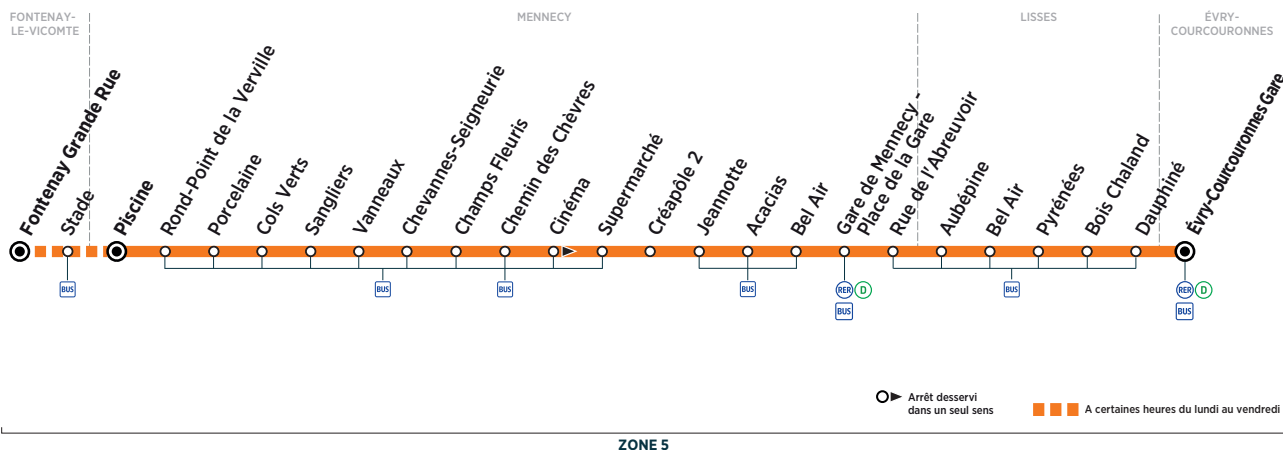 FONTENAY-
LE-VICOMTE
MENNECY
LISSES
ÉVRY-
COURCOURONNES
Fontenay Grande Rue
Stade
Piscine
Rond-Point de la Verville
Porcelaine
Cols Verts
Sangliers
Vanneaux
Chevannes-Seigneurie
Champs Fleuris
Chemin des Chèvres
Cinéma
Supermarché
Créapôle 2
Jeannotte
Acacias
Bel Air
Gare de Mennecy -
Place de la Gare
Rue de l'Abreuvoir
Aubépine
Bel Air
Pyrénées
Bois Chaland
Dauphiné
Évry-Courcouronnes Gare
BUS
BUS
BUS
BUS
RER D
BUS
BUS
RER D
BUS
Arrêt desservi
dans un seul sens
A certaines heures du lundi au vendredi
ZONE 5